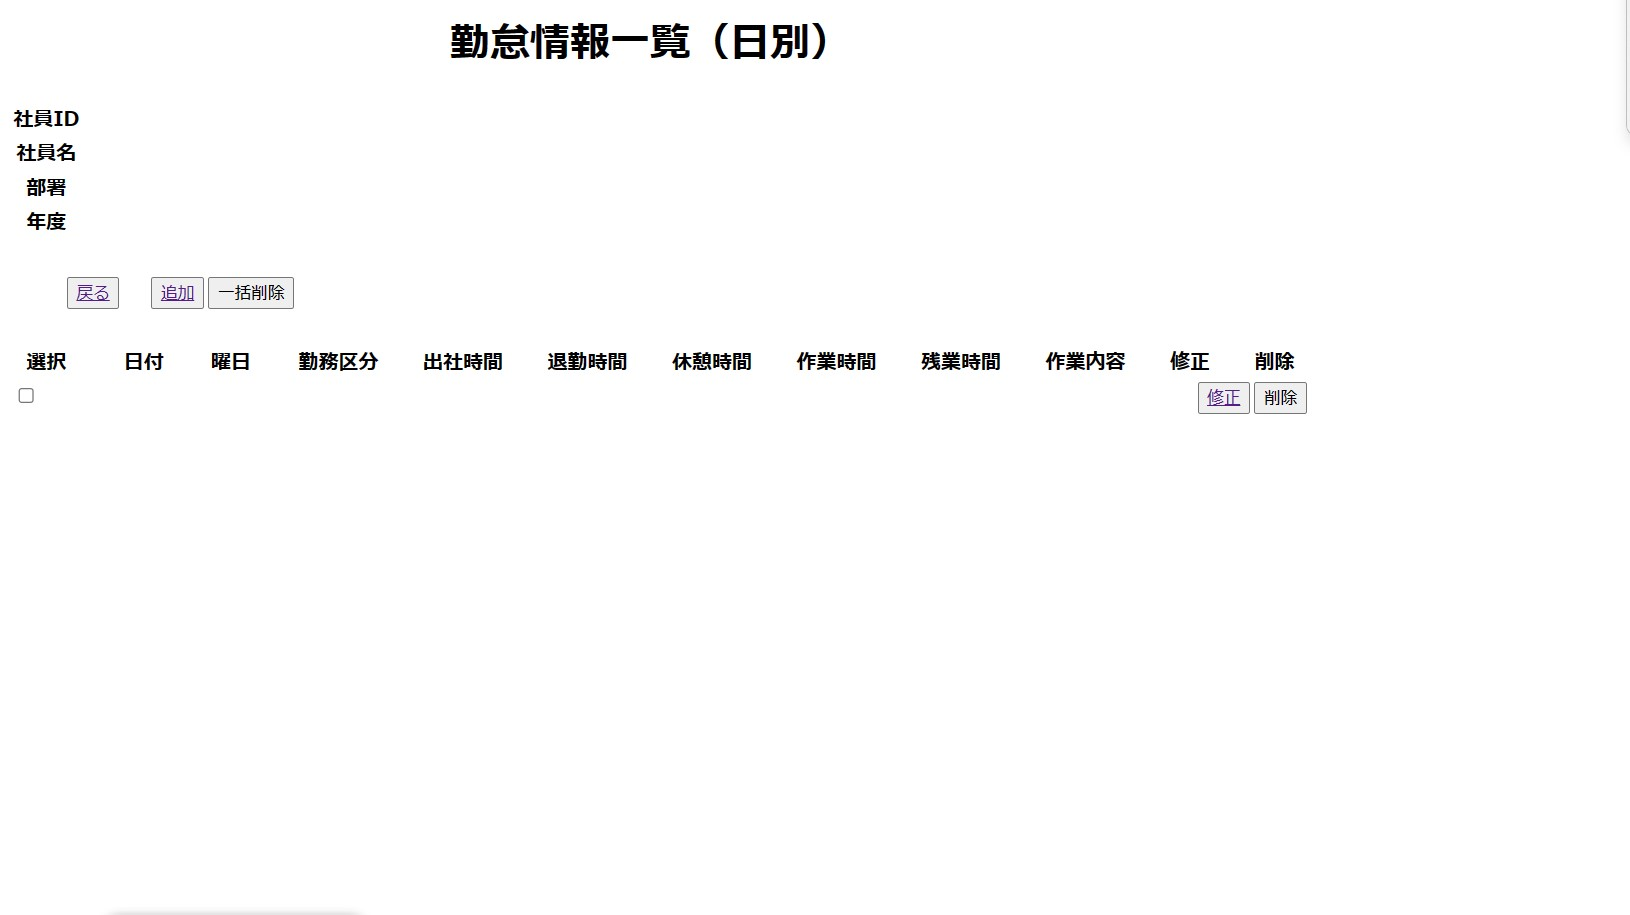 勤怠情報一覧（日別）
社員ID
社員名
部署
年度
戻る 追加 一括削除
選択 日付 曜日 勤務区分 出社時間 退勤時間 休憩時間 作業時間 残業時間 作業内容 修正 削除
修正 削除